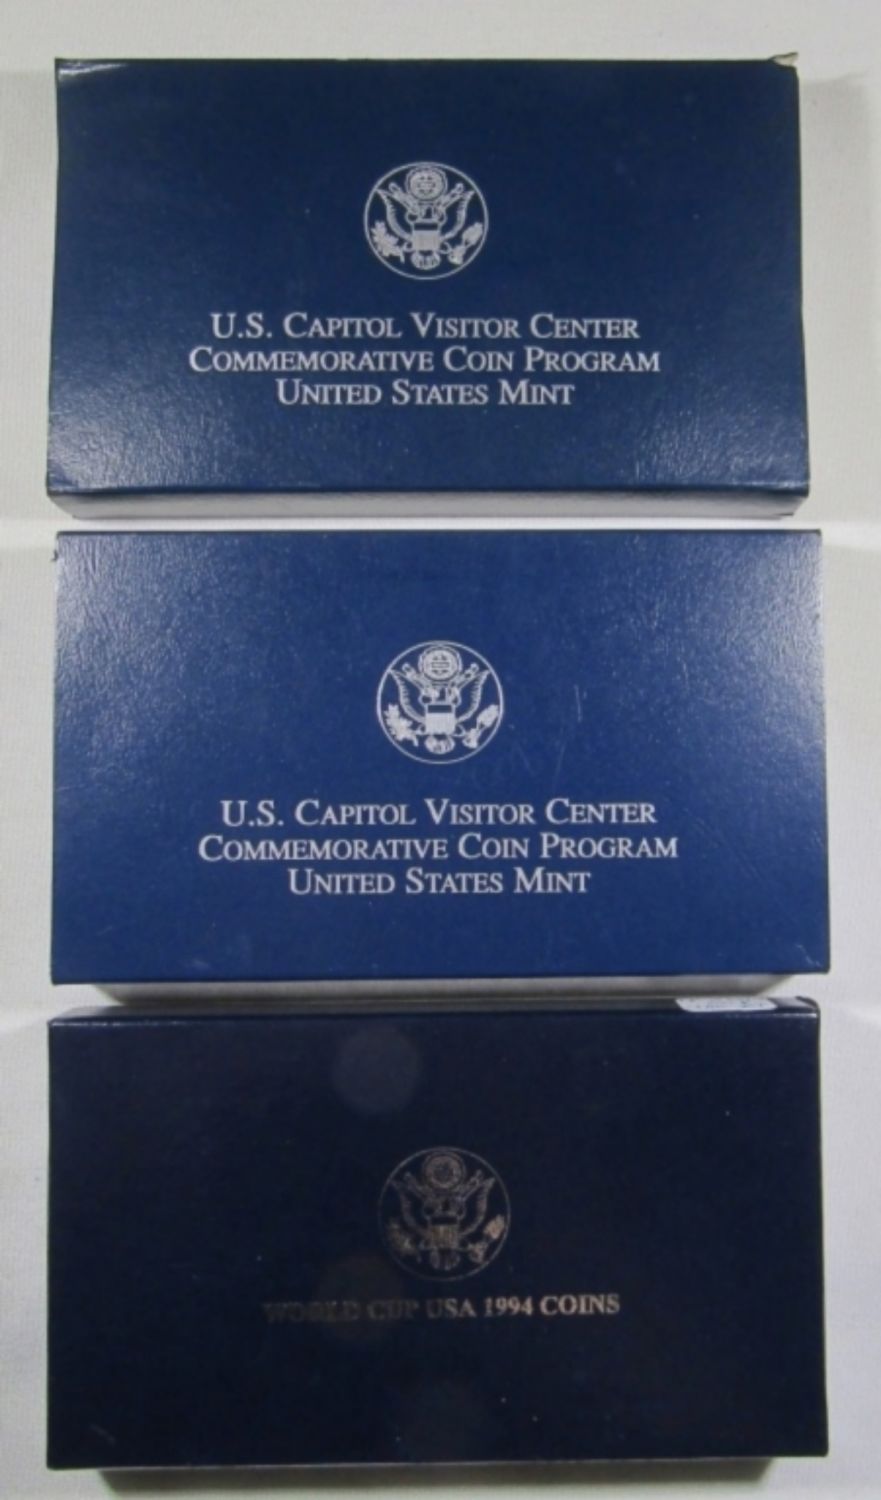 U.S. CAPITOL VISITOR CENTER
COMMEMORATIVE COIN PROGRAM
UNITED STATES MINT
U.S. CAPITOL VISITOR CENTER
COMMEMORATIVE COIN PROGRAM
UNITED STATES MINT
WORLD CUP USA 1994 COINS